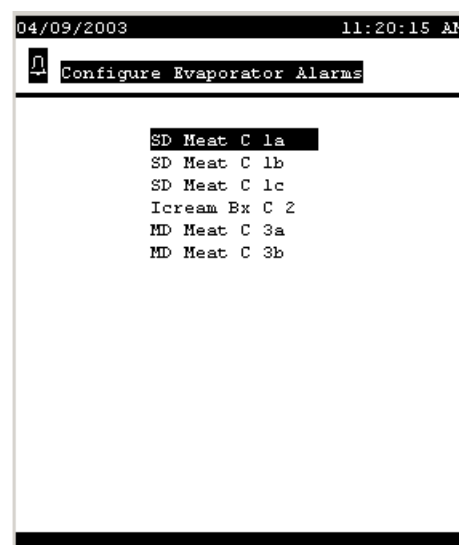 04/09/2003 11:20:15 AM
Configure Evaporator Alarms
SD Meat C 1a
SD Meat C 1b
SD Meat C 1c
Icream Bx C 2
MD Meat C 3a
MD Meat C 3b